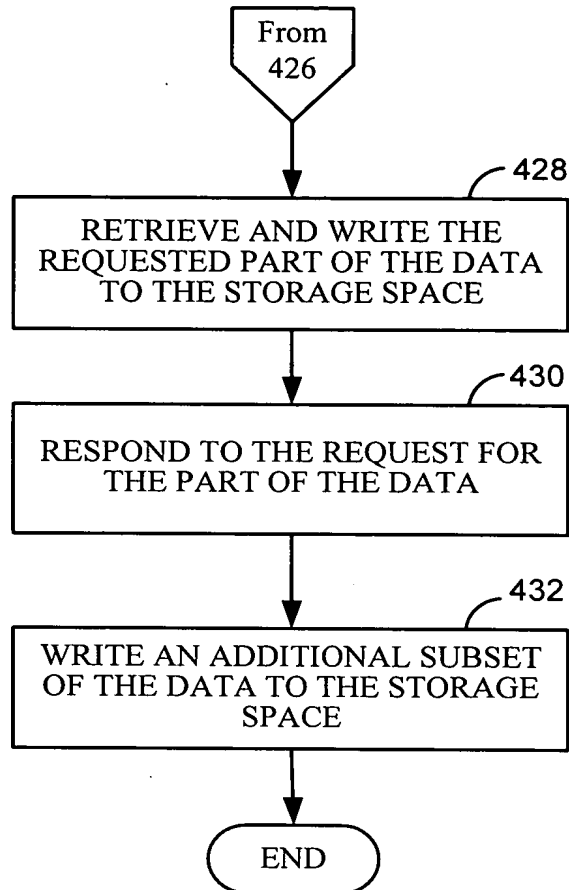 From
426
428
RETRIEVE AND WRITE THE
REQUESTED PART OF THE DATA
TO THE STORAGE SPACE
430
RESPOND TO THE REQUEST FOR
THE PART OF THE DATA
432
WRITE AN ADDITIONAL SUBSET
OF THE DATA TO THE STORAGE
SPACE
END